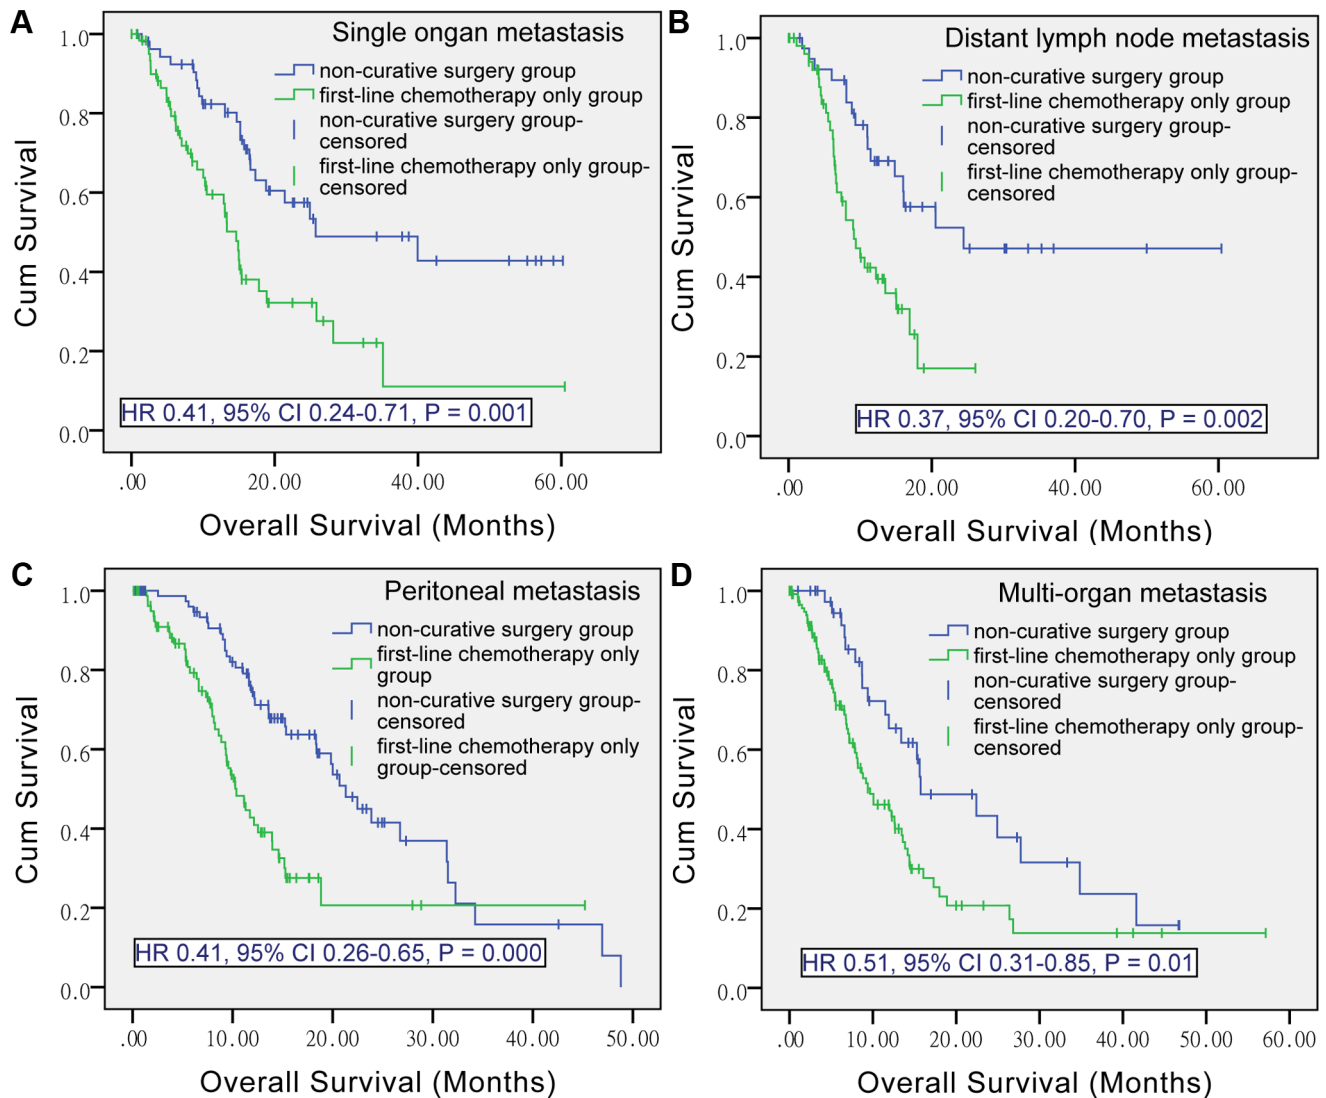 A
Single organ metastasis
non-curative surgery group
first-line chemotherapy only group
non-curative surgery group-
censored
first-line chemotherapy only group-
censored
1.0
0.8
0.6
0.4
0.2
0.0
Cum Survival
HR 0.41, 95% CI 0.24-0.71, P = 0.001
.00 20.00 40.00 60.00
Overall Survival (Months)
B
Distant lymph node metastasis
non-curative surgery group
first-line chemotherapy only group
non-curative surgery group-
censored
first-line chemotherapy only group-
censored
1.0
0.8
0.6
0.4
0.2
0.0
Cum Survival
HR 0.37, 95% CI 0.20-0.70, P = 0.002
.00 20.00 40.00 60.00
Overall Survival (Months)
C
Peritoneal metastasis
non-curative surgery group
first-line chemotherapy only
group
non-curative surgery group-
censored
first-line chemotherapy only
group-censored
1.0
0.8
0.6
0.4
0.2
0.0
Cum Survival
HR 0.41, 95% CI 0.26-0.65, P = 0.000
.00 10.00 20.00 30.00 40.00 50.00
Overall Survival (Months)
D
Multi-organ metastasis
non-curative surgery group
first-line chemotherapy only group
non-curative surgery group-
censored
first-line chemotherapy only group-
censored
1.0
0.8
0.6
0.4
0.2
0.0
Cum Survival
HR 0.51, 95% CI 0.31-0.85, P = 0.01
.00 10.00 20.00 30.00 40.00 50.00 60.00
Overall Survival (Months)